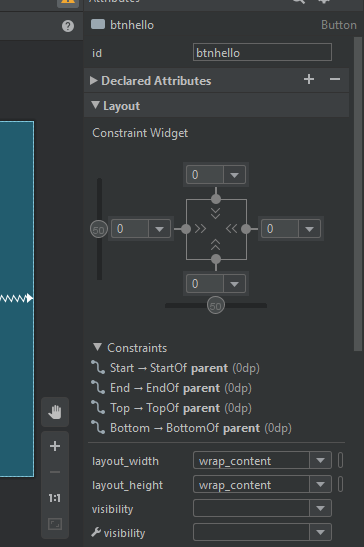 Attributes
btnhello Button
id btnhello
Declared Attributes
Layout
Constraint Widget
0
50 0 0
0
50
Constraints
Start → StartOf parent (0dp)
End → EndOf parent (0dp)
Top → TopOf parent (0dp)
Bottom → BottomOf parent (0dp)
layout_width wrap_content
layout_height wrap_content
1:1
visibility
visibility